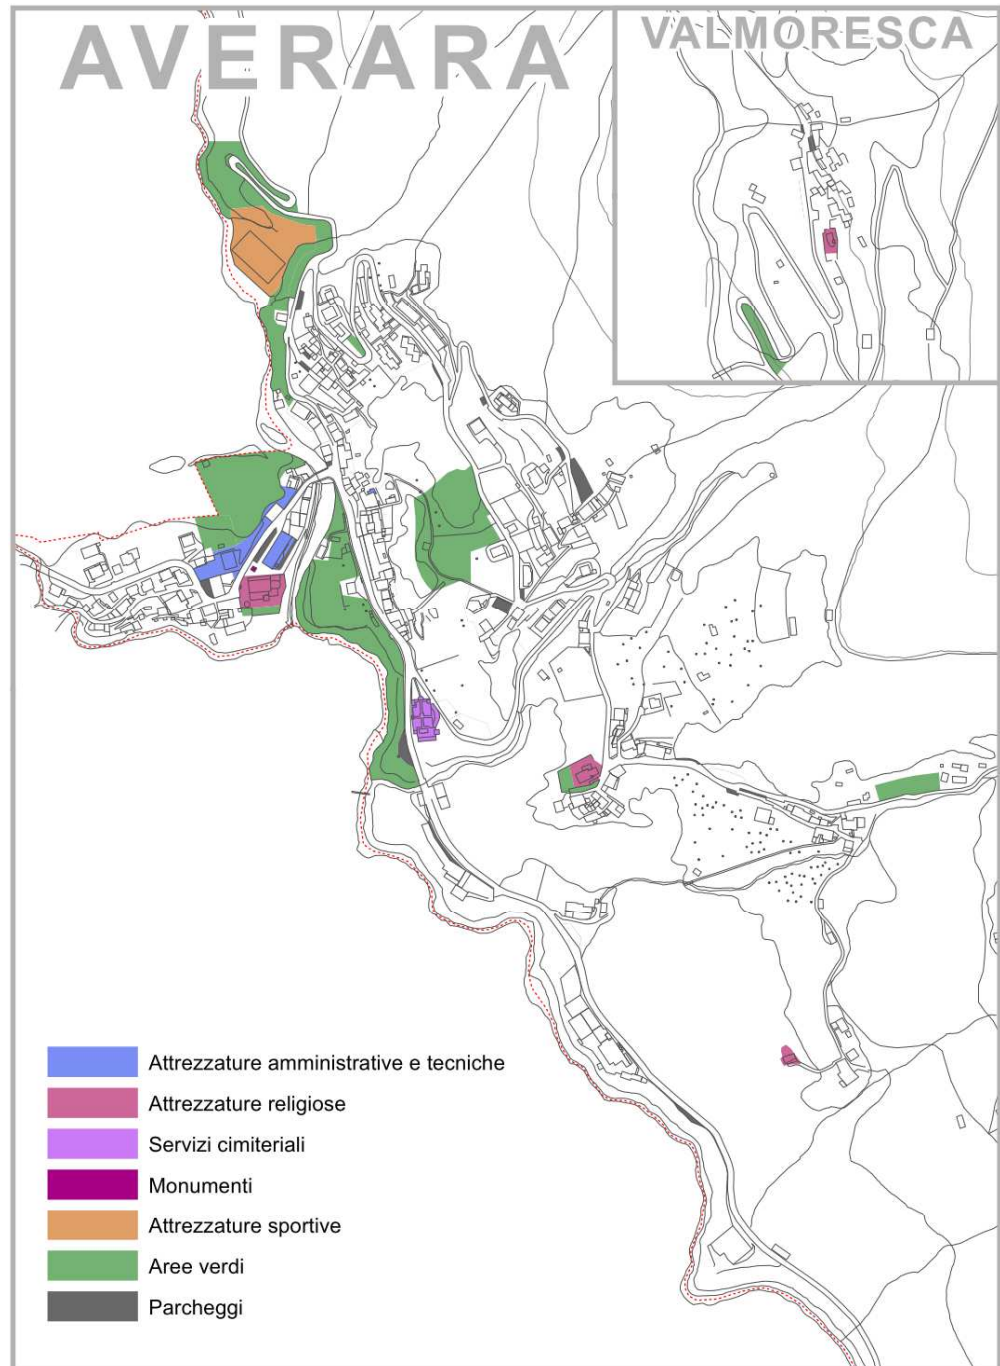 AVERARA
VALMORESCA
Attrezzature amministrative e tecniche
Attrezzature religiose
Servizi cimiteriali
Monumenti
Attrezzature sportive
Aree verdi
Parcheggi